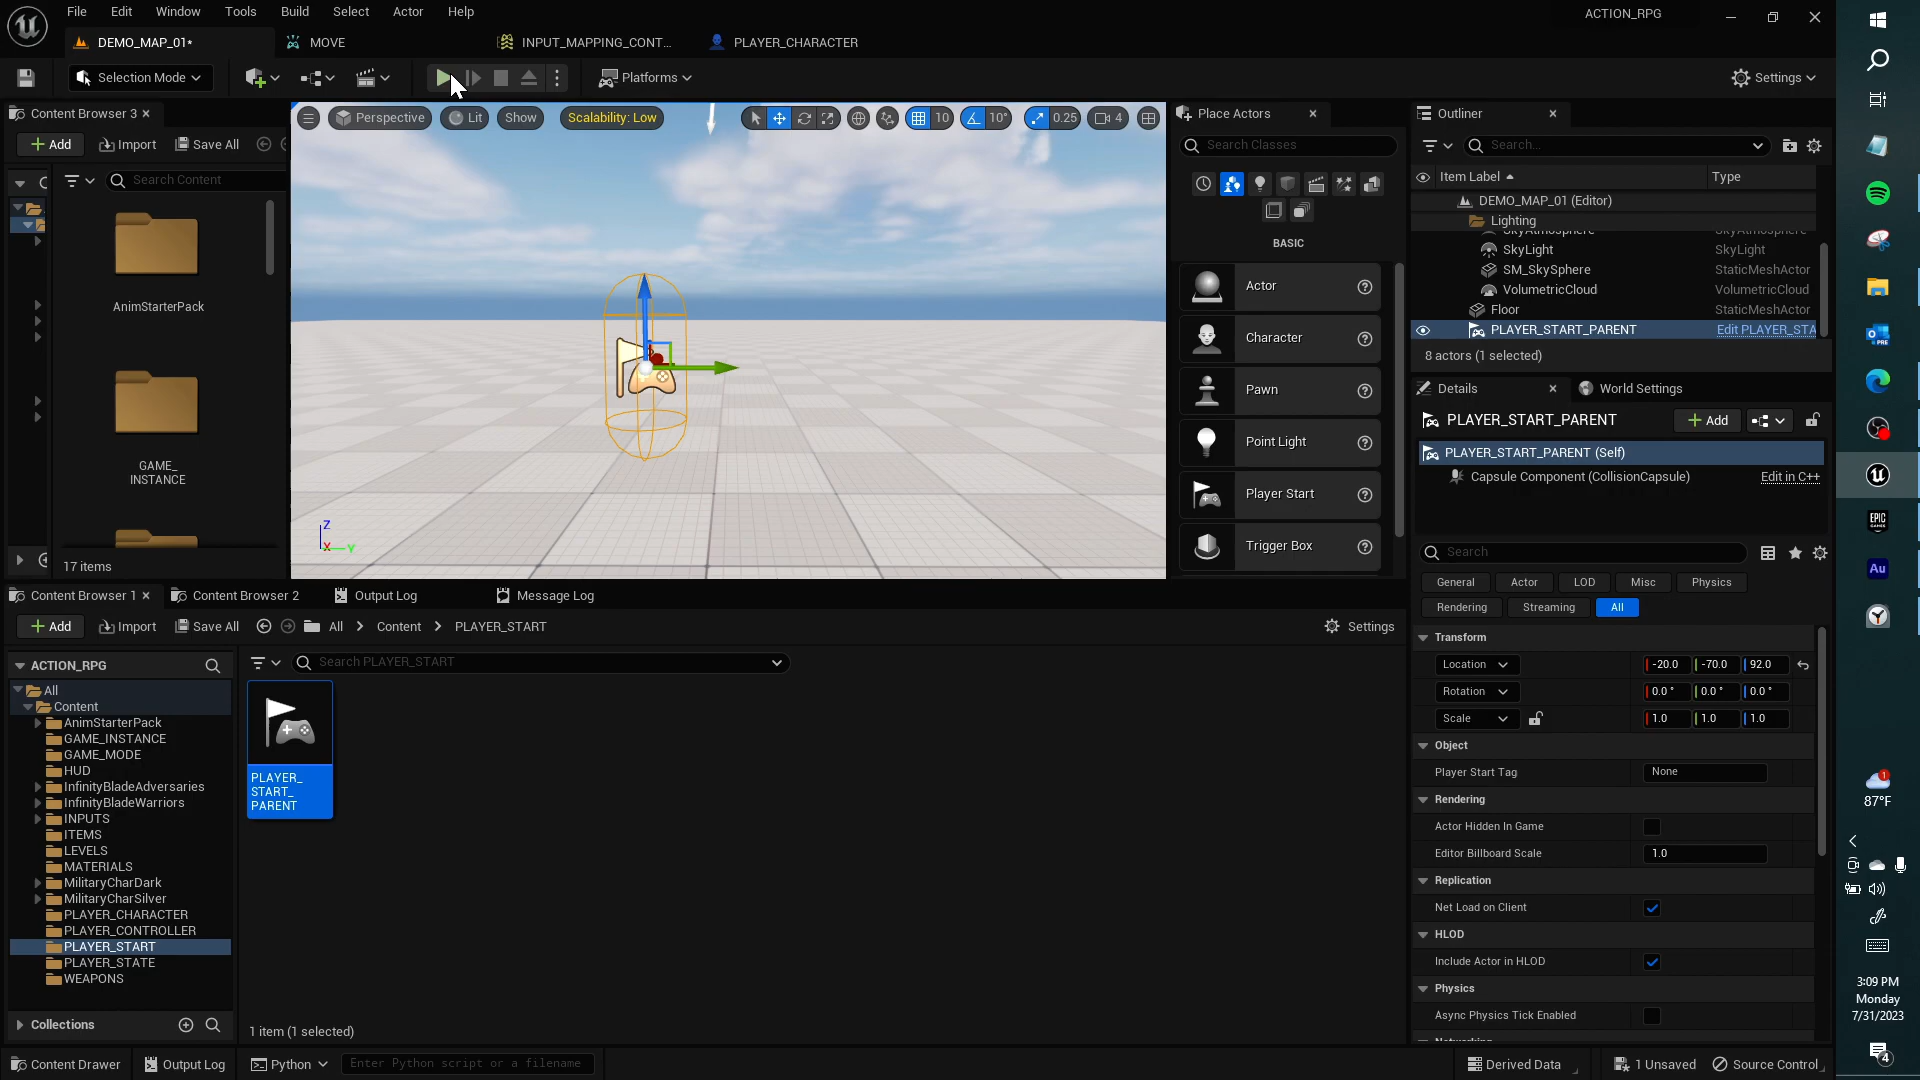 File Edit Window Tools Build Select Actor Help
ACTION_RPG
DEMO_MAP_01*
MOVE
INPUT_MAPPING_CONT...
PLAYER_CHARACTER
Selection Mode
Platforms
Settings
Content Browser 3
Add
Import
Save All
Search Content
AnimStarterPack
GAME_
INSTANCE
17 items
Perspective
Lit
Show
Scalability: Low
10
10°
0.25
4
Z
X
Y
Place Actors
Search Classes
BASIC
Actor
Character
Pawn
Point Light
Player Start
Trigger Box
Outliner
Search...
Item Label
Type
DEMO_MAP_01 (Editor)
Lighting
SkyAtmosphere SkyAtmosphere
SkyLight SkyLight
SM_SkySphere StaticMeshActor
VolumetricCloud VolumetricCloud
Floor StaticMeshActor
PLAYER_START_PARENT Edit PLAYER_STA
8 actors (1 selected)
Details
World Settings
PLAYER_START_PARENT
Add
PLAYER_START_PARENT (Self)
Capsule Component (CollisionCapsule)
Edit in C++
Search
General
Actor
LOD
Misc
Physics
Rendering
Streaming
All
Transform
Location -20.0 -70.0 92.0
Rotation 0.0° 0.0° 0.0°
Scale 1.0 1.0 1.0
Object
Player Start Tag None
Rendering
Actor Hidden In Game
Editor Billboard Scale 1.0
Replication
Net Load on Client
HLOD
Include Actor in HLOD
Physics
Async Physics Tick Enabled
Networking
Content Browser 1
Content Browser 2
Output Log
Message Log
Add
Import
Save All
All
Content
PLAYER_START
Settings
ACTION_RPG
Search PLAYER_START
All
Content
AnimStarterPack
GAME_INSTANCE
GAME_MODE
HUD
InfinityBladeAdversaries
InfinityBladeWarriors
INPUTS
ITEMS
LEVELS
MATERIALS
MilitaryCharDark
MilitaryCharSilver
PLAYER_CHARACTER
PLAYER_CONTROLLER
PLAYER_START
PLAYER_STATE
WEAPONS
Collections
PLAYER_
START_
PARENT
1 item (1 selected)
Content Drawer
Output Log
Python
Enter Python script or a filename
Derived Data
1 Unsaved
Source Control
PRE
EPIC
GAMES
Au
1
87°F
3:09 PM
Monday
7/31/2023
4